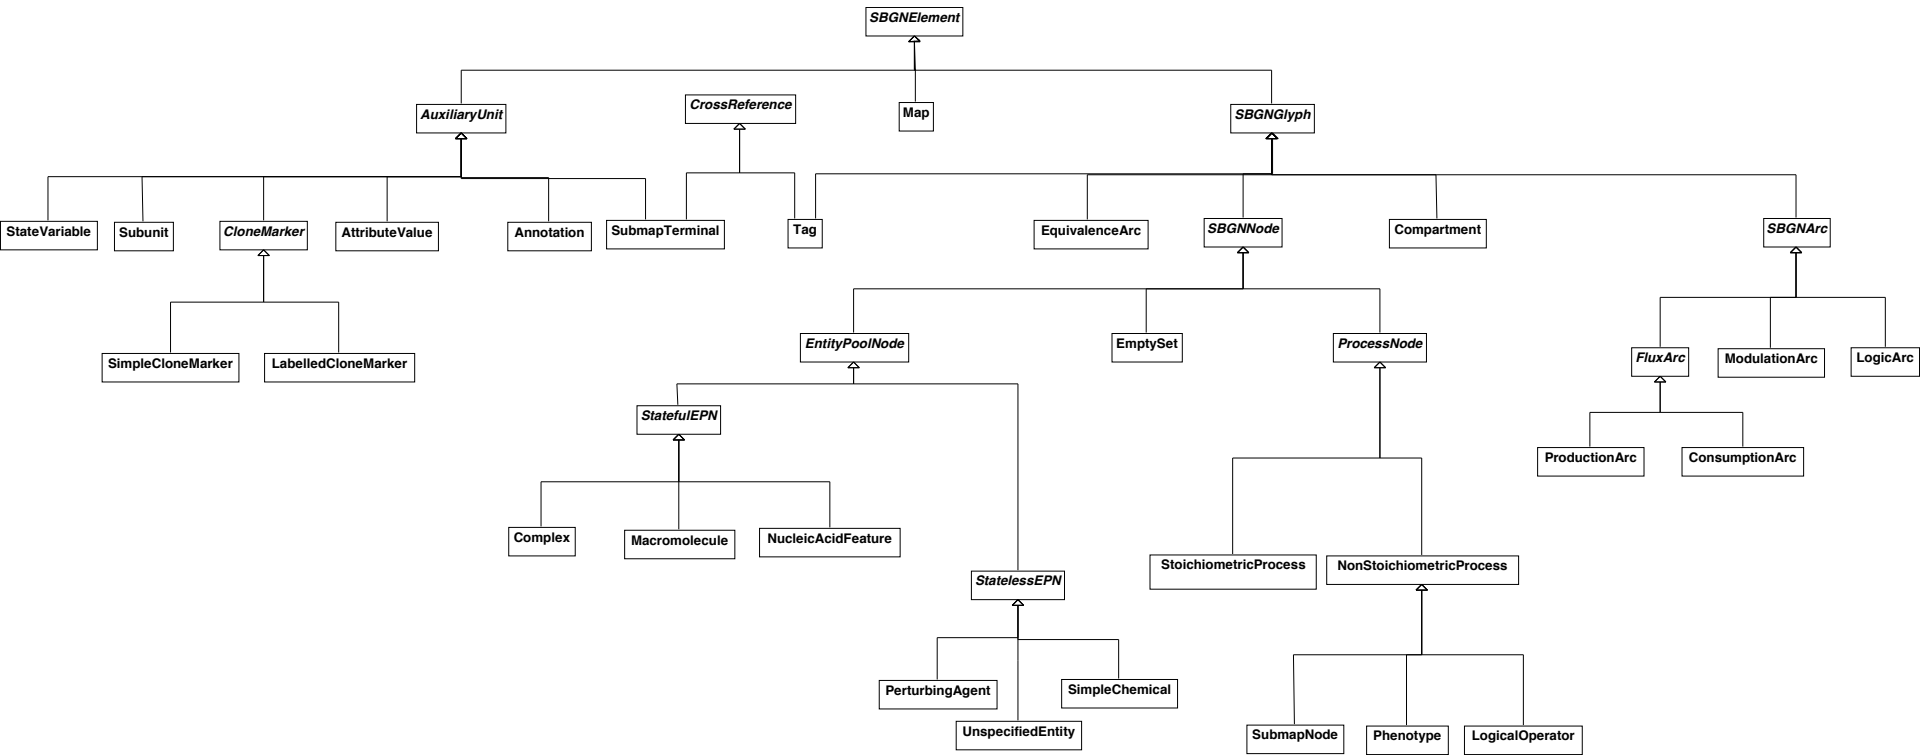 SBGNElement
AuxiliaryUnit
CrossReference
Map
SBGNGlyph
StateVariable
Subunit
CloneMarker
AttributeValue
Annotation
SubmapTerminal
Tag
EquivalenceArc
SBGNNode
Compartment
SBGNArc
SimpleCloneMarker
LabelledCloneMarker
EntityPoolNode
EmptySet
ProcessNode
FluxArc
ModulationArc
LogicArc
StatefulEPN
ProductionArc
ConsumptionArc
Complex
Macromolecule
NucleicAcidFeature
StatelessEPN
StoichiometricProcess
NonStoichiometricProcess
PerturbingAgent
SimpleChemical
UnspecifiedEntity
SubmapNode
Phenotype
LogicalOperator